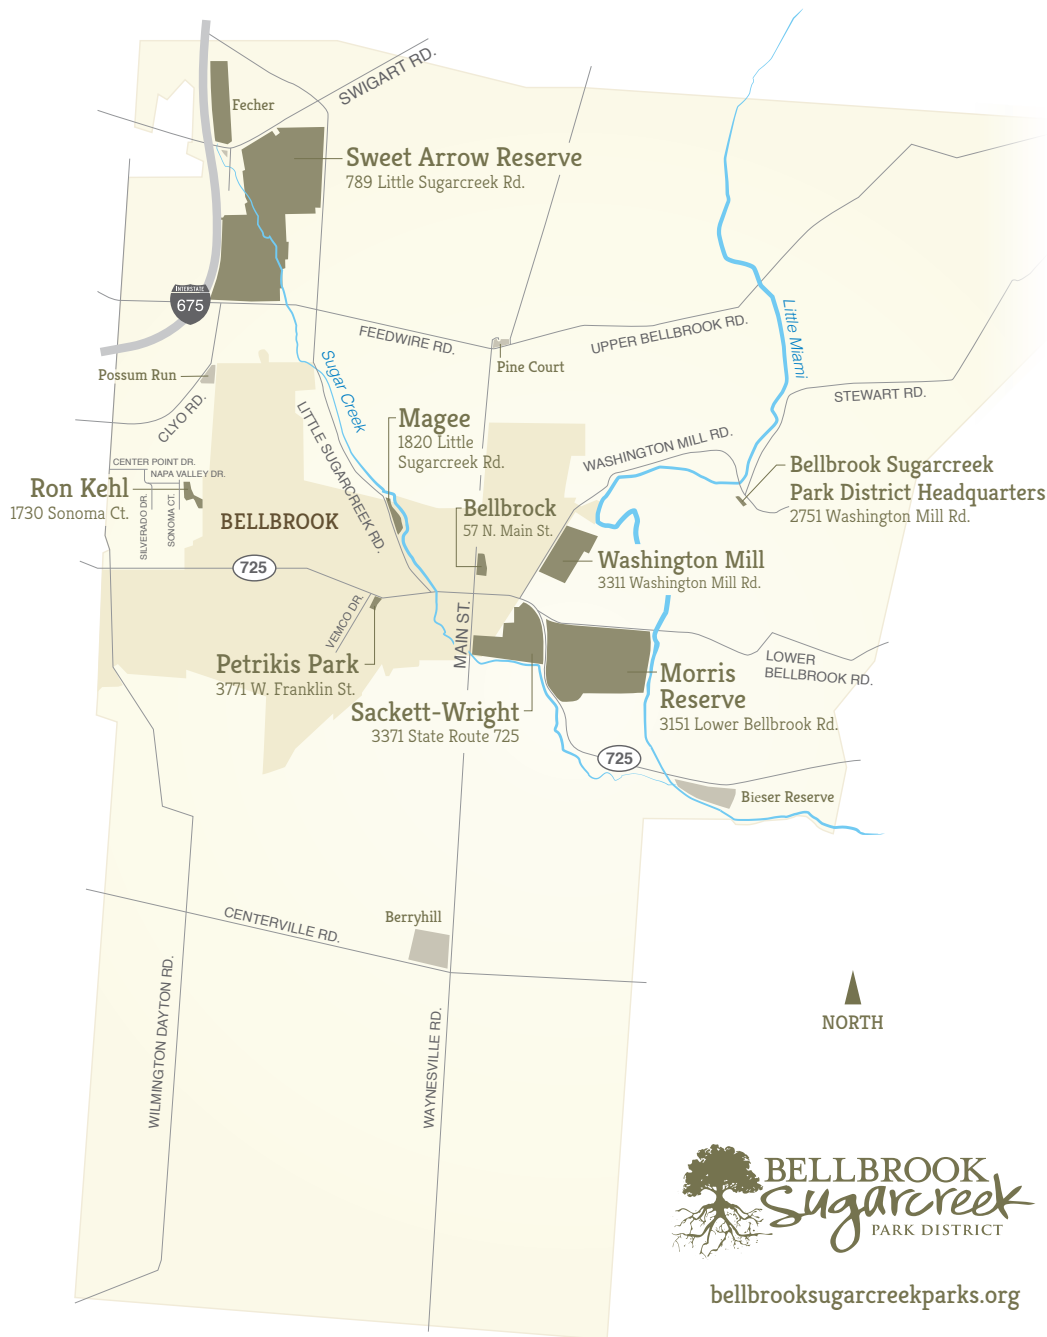 SWIGART RD.
Fecher
Sweet Arrow Reserve
789 Little Sugarcreek Rd.
INTERSTATE
675
FEEDWIRE RD.
UPPER BELLBROOK RD.
Little Miami
Pine Court
Possum Run
CLYO RD.
Sugar Creek
LITTLE SUGARCREEK RD.
STEWART RD.
Magee
1820 Little
Sugarcreek Rd.
WASHINGTON MILL RD.
CENTER POINT DR.
NAPA VALLEY DR.
Ron Kehl
1730 Sonoma Ct.
SILVERADO DR.
SONOMA CT.
BELLBROOK
Bellbrook Sugarcreek
Park District Headquarters
2751 Washington Mill Rd.
Bellbrock
57 N. Main St.
725
Washington Mill
3311 Washington Mill Rd.
VEMCO DR.
MAIN ST.
Petrikis Park
3771 W. Franklin St.
LOWER
BELLBROOK RD.
Morris
Reserve
3151 Lower Bellbrook Rd.
Sackett-Wright
3371 State Route 725
725
Bieser Reserve
Berryhill
CENTERVILLE RD.
WILMINGTON DAYTON RD.
WAYNESVILLE RD.
NORTH
BELLBROOK
Sugarcreek
PARK DISTRICT
bellbrooksugarcreekparks.org